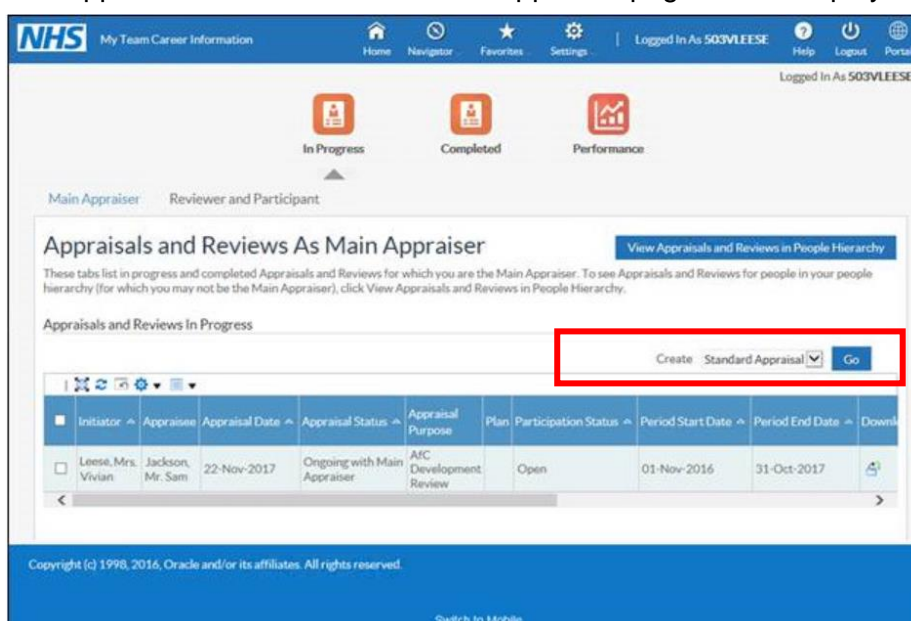 NHS My Team Career Information Home Navigator Favorites Settings | Logged In As 503VLEESE Help Logout Portal
Logged In As 503VLEESE
In Progress Completed Performance
Main Appraiser Reviewer and Participant
Appraisals and Reviews As Main Appraiser View Appraisals and Reviews in People Hierarchy
These tabs list in progress and completed Appraisals and Reviews for which you are the Main Appraiser. To see Appraisals and Reviews for people in your people
hierarchy (for which you may not be the Main Appraiser), click View Appraisals and Reviews in People Hierarchy.
Appraisals and Reviews In Progress
Create Standard Appraisal Go
Initiator Appraisee Appraisal Date Appraisal Status Appraisal Purpose Plan Participation Status Period Start Date Period End Date Downl
Leese, Mrs. Vivian Jackson, Mr. Sam 22-Nov-2017 Ongoing with Main Appraiser AfC Development Review Open 01-Nov-2016 31-Oct-2017
Copyright (c) 1998, 2016, Oracle and/or its affiliates. All rights reserved.
Switch to Mobile